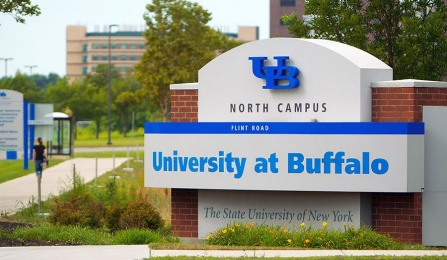 UB
NORTH CAMPUS
FLINT ROAD
University at Buffalo
The State University of New York